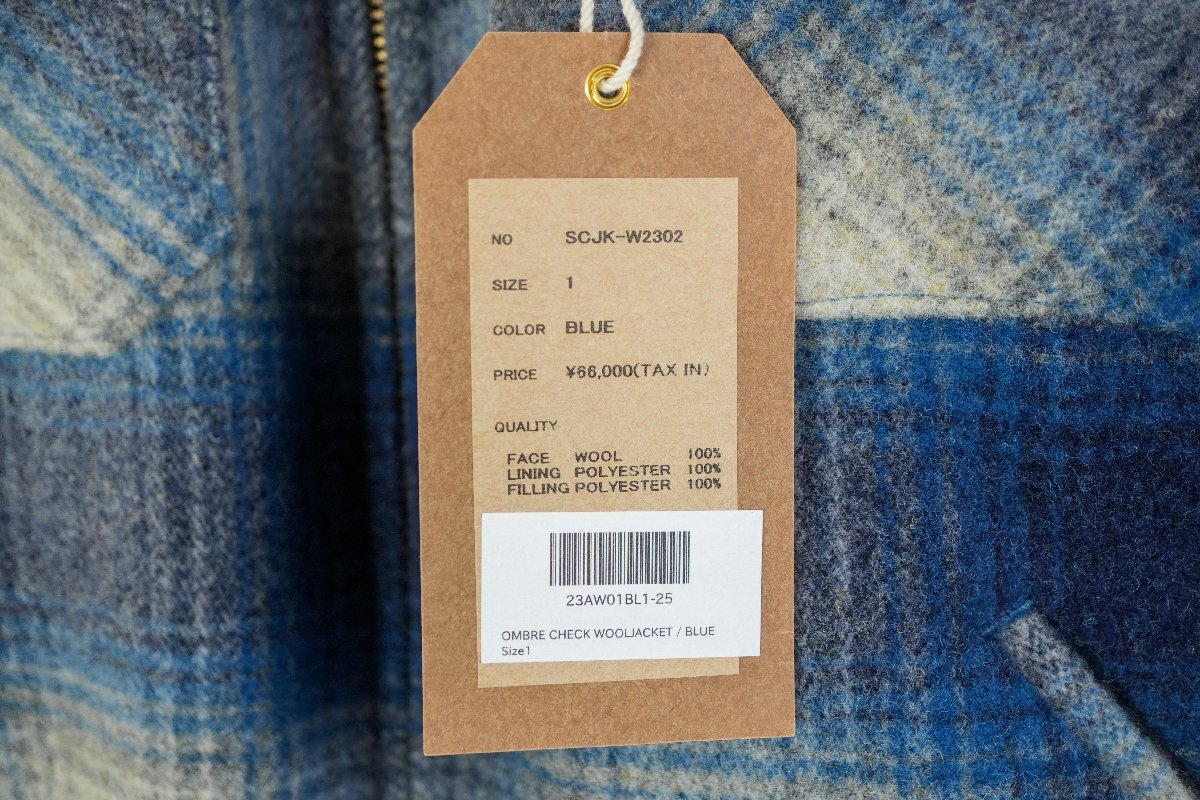 NO SCJK-W2302
SIZE 1
COLOR BLUE
PRICE ¥66,000(TAX IN)
QUALITY
FACE WOOL 100%
LINING POLYESTER 100%
FILLING POLYESTER 100%
23AW01BL1-25
OMBRE CHECK WOOLJACKET / BLUE
Size1